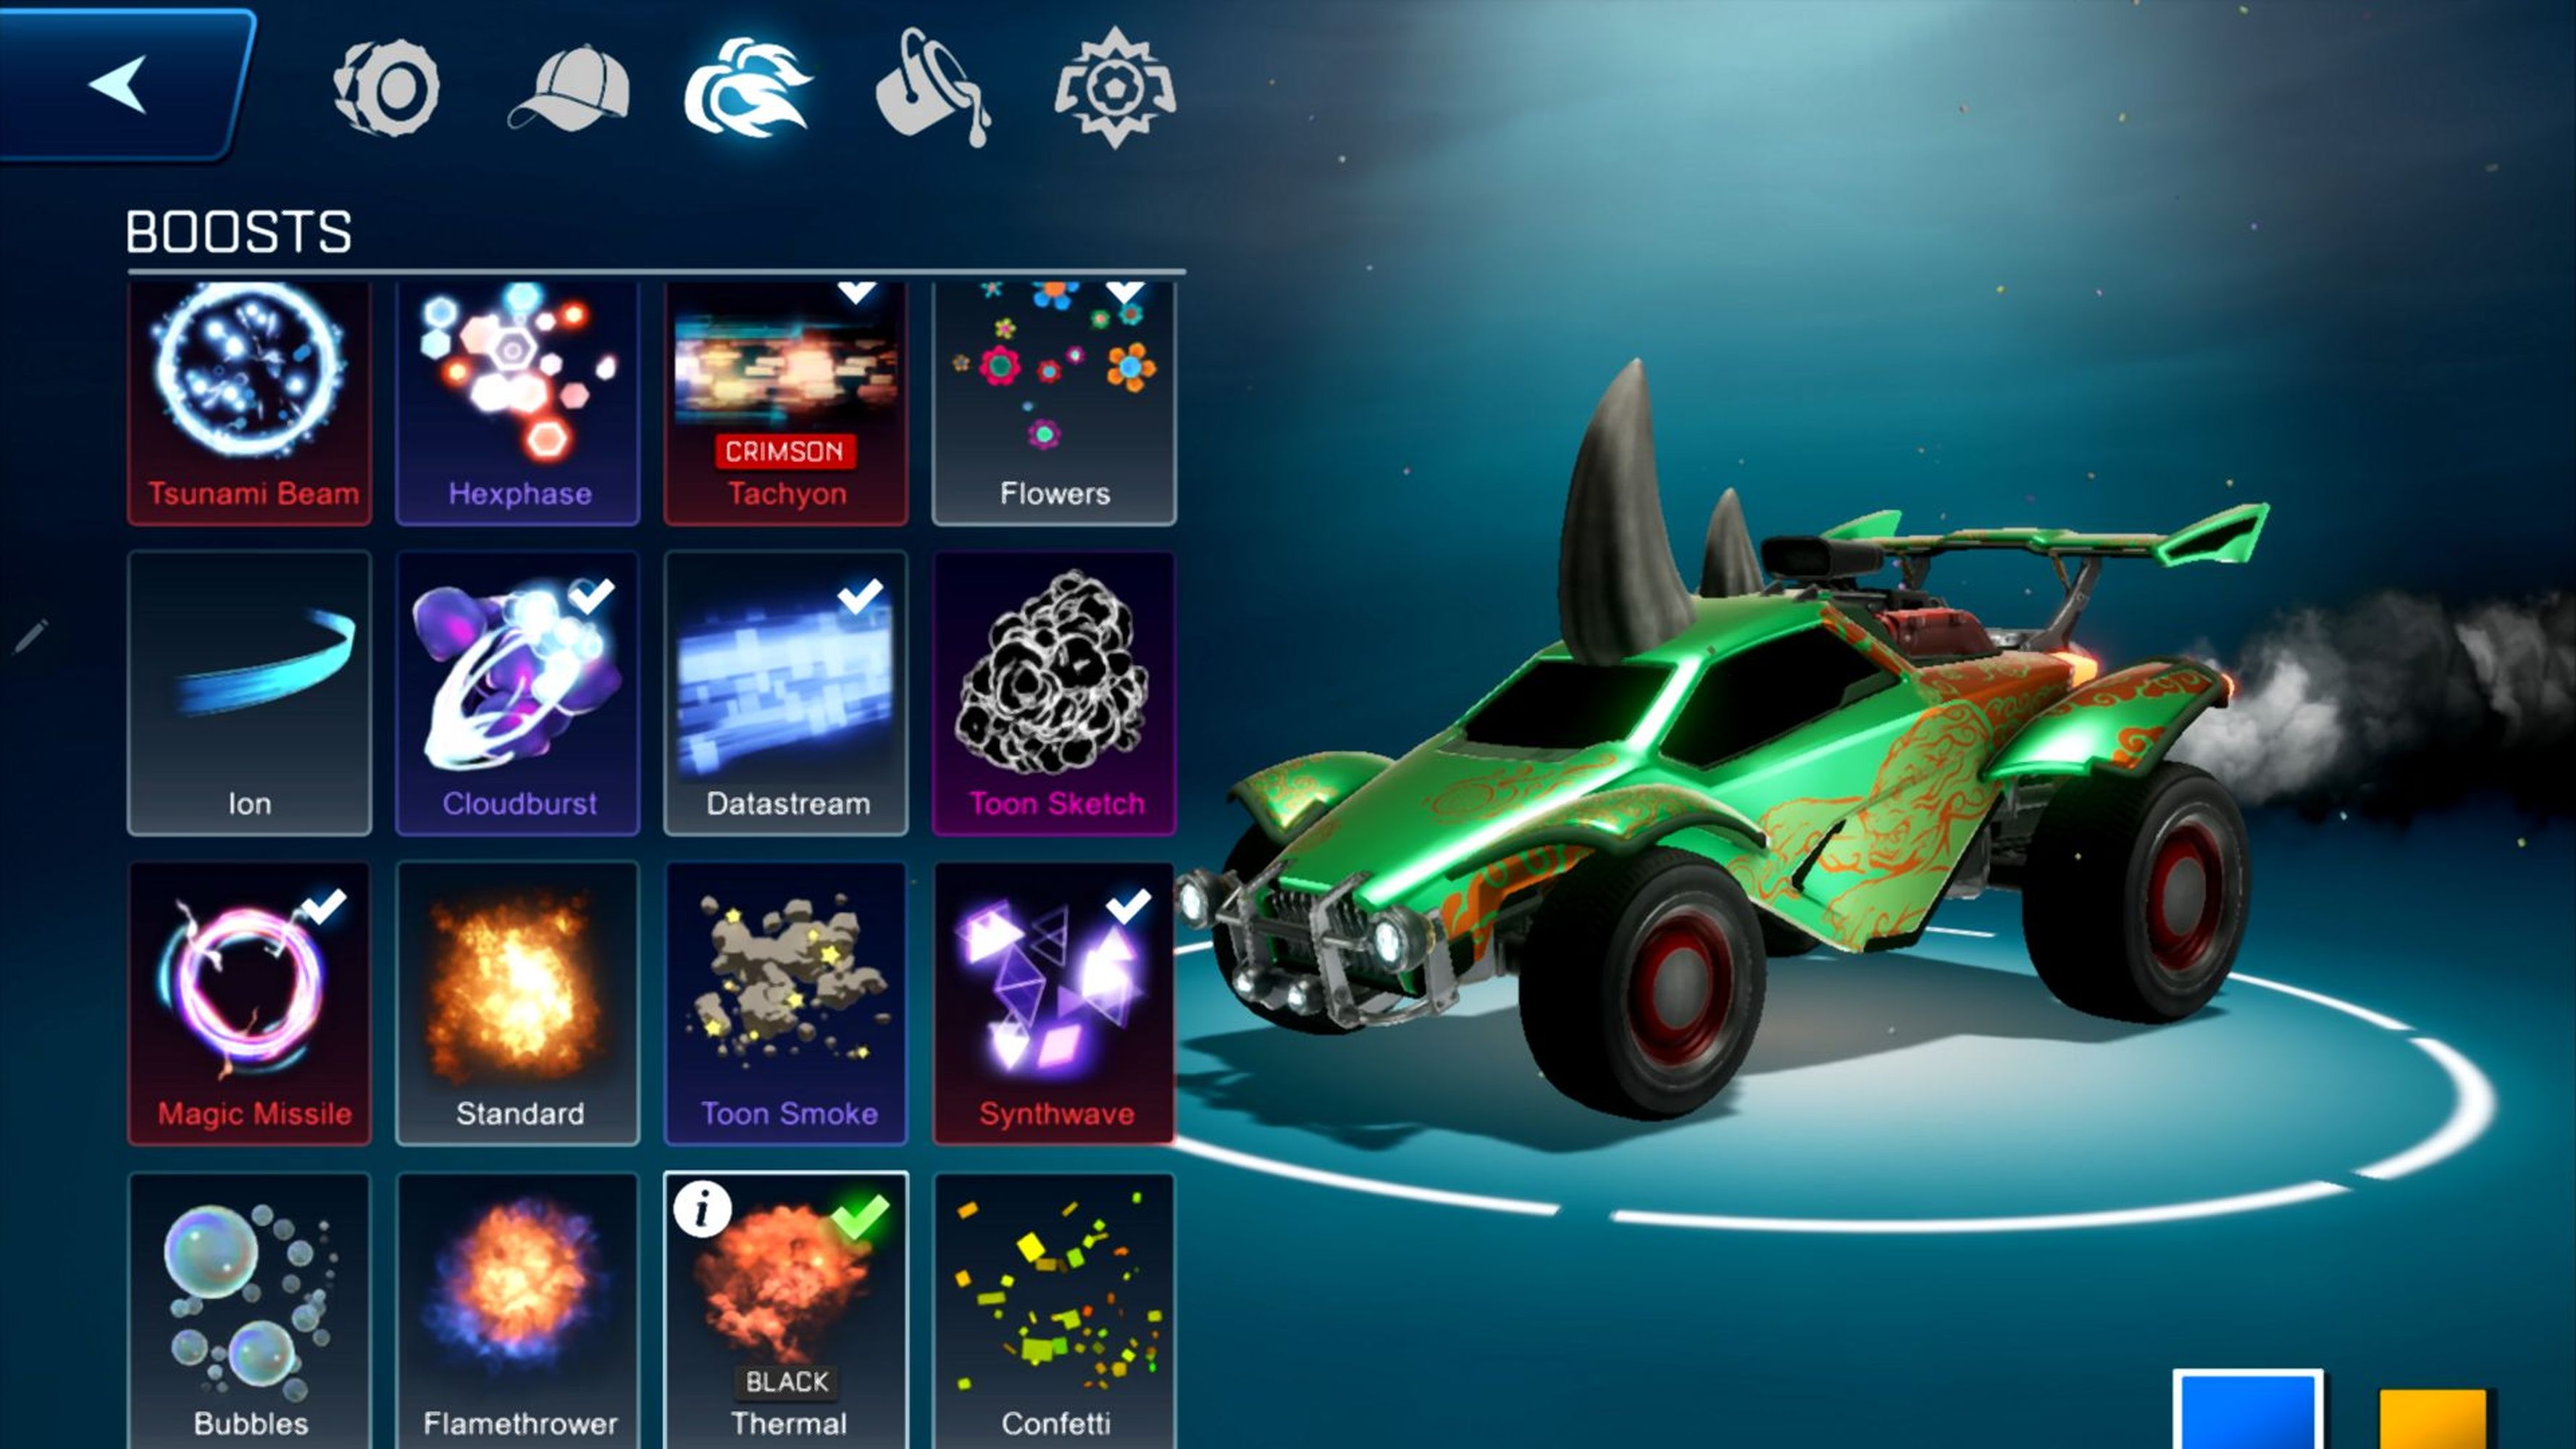 BOOSTS
CRIMSON
Tsunami Beam
Hexphase
Tachyon
Flowers
Ion
Cloudburst
Datastream
Toon Sketch
Magic Missile
Standard
Toon Smoke
Synthwave
i
BLACK
Bubbles
Flamethrower
Thermal
Confetti